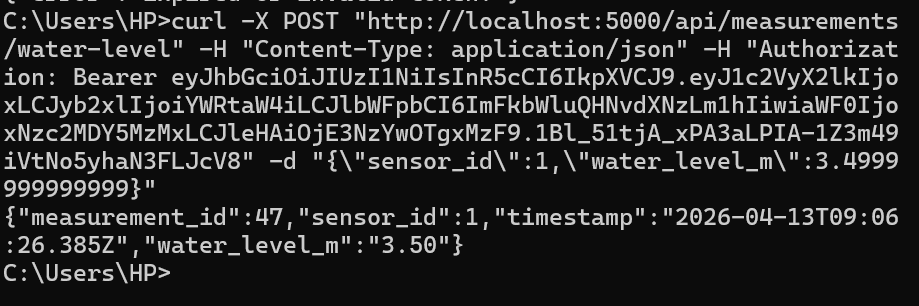 C:\Users\HP>curl -X POST "http://localhost:5000/api/measurements
/water-level" -H "Content-Type: application/json" -H "Authorizat
ion: Bearer eyJhbGciOiJIUzI1NiIsInR5cCI6IkpXVCJ9.eyJ1c2VyX2lkIjo
xLCJyb2xlIjoiYWRtaW4iLCJlbWFpbCI6ImFkbWluQHNvdXNzLm1hIiwiaWF0Ijo
xNzc2MDY5MzMxLCJleHAiOjE3NzYwOTgxMzF9.1Bl_51tjA_xPA3aLPIA-1Z3m49
iVtNo5yhaN3FLJcV8" -d "{\"sensor_id\":1,\"water_level_m\":3.4999
999999999}"
{"measurement_id":47,"sensor_id":1,"timestamp":"2026-04-13T09:06
:26.385Z","water_level_m":"3.50"}
C:\Users\HP>